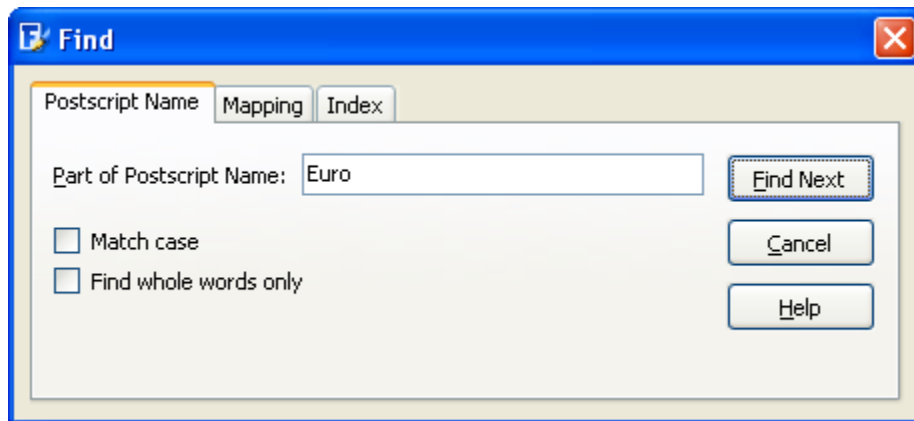 Find
Postscript Name Mapping Index
Part of Postscript Name: Euro Find Next
Match case Cancel
Find whole words only
Help